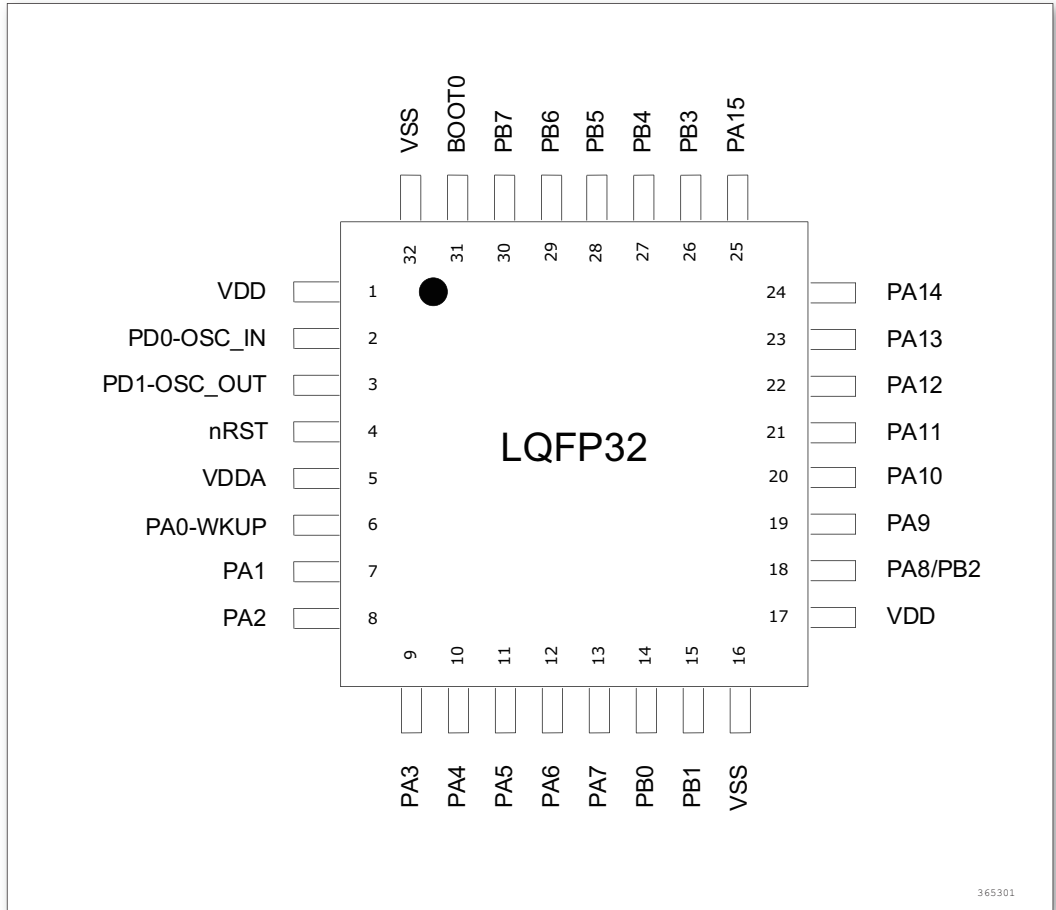 VSS
BOOT0
PB7
PB6
PB5
PB4
PB3
PA15
32
31
30
29
28
27
26
25
VDD 1
PD0-OSC_IN 2
PD1-OSC_OUT 3
nRST 4
VDDA 5
PA0-WKUP 6
PA1 7
PA2 8
LQFP32
24 PA14
23 PA13
22 PA12
21 PA11
20 PA10
19 PA9
18 PA8/PB2
17 VDD
9
10
11
12
13
14
15
16
PA3
PA4
PA5
PA6
PA7
PB0
PB1
VSS
365301